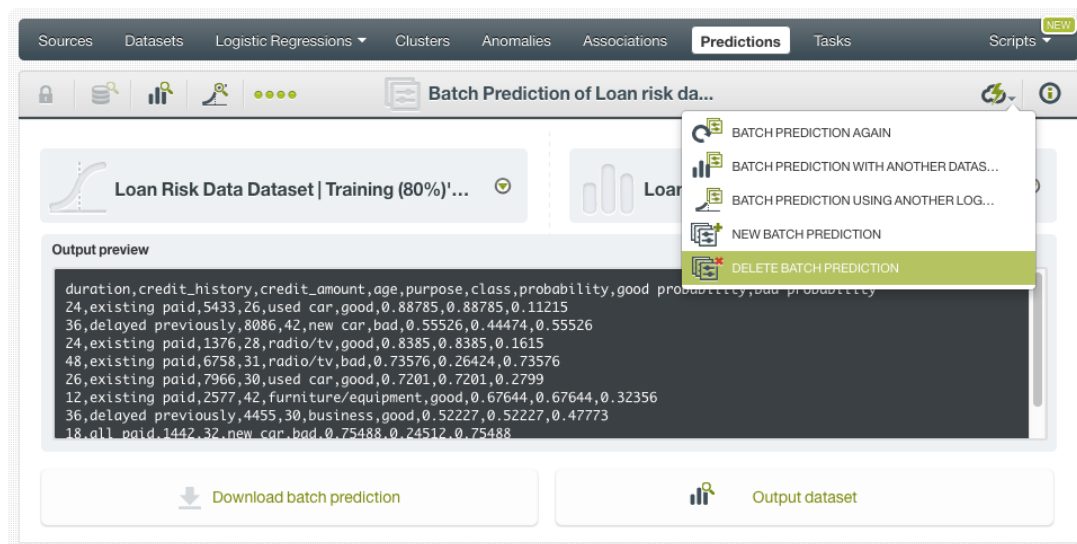 NEW
Sources Datasets Logistic Regressions Clusters Anomalies Associations Predictions Tasks Scripts
Batch Prediction of Loan risk da...
BATCH PREDICTION AGAIN
BATCH PREDICTION WITH ANOTHER DATAS...
BATCH PREDICTION USING ANOTHER LOG...
NEW BATCH PREDICTION
DELETE BATCH PREDICTION
Loan Risk Data Dataset | Training (80%)'... Loan
Output preview
duration,credit_history,credit_amount,age,purpose,class,probability,good probability,bad probability
24,existing paid,5433,26,used car,good,0.88785,0.88785,0.11215
36,delayed previously,8086,42,new car,bad,0.55526,0.44474,0.55526
24,existing paid,1376,28,radio/tv,good,0.8385,0.8385,0.1615
48,existing paid,6758,31,radio/tv,bad,0.73576,0.26424,0.73576
26,existing paid,7966,30,used car,good,0.7201,0.7201,0.2799
12,existing paid,2577,42,furniture/equipment,good,0.67644,0.67644,0.32356
36,delayed previously,4455,30,business,good,0.52227,0.52227,0.47773
18,all paid,1442,32,new car,bad,0.75488,0.24512,0.75488
Download batch prediction Output dataset